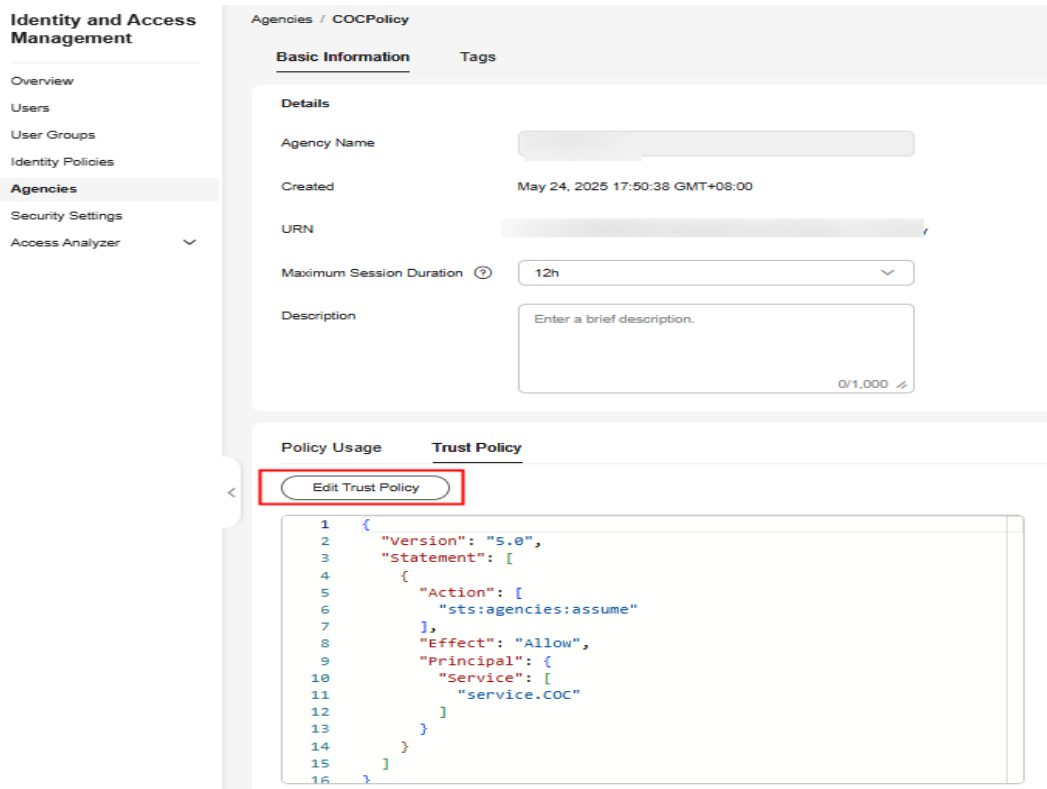 Identity and Access
Management
Overview
Users
User Groups
Identity Policies
Agencies
Security Settings
Access Analyzer
Agencies / COCPolicy
Basic Information Tags
Details
Agency Name
Created May 24, 2025 17:50:38 GMT+08:00
URN
Maximum Session Duration ? 12h
Description Enter a brief description.
0/1,000
Policy Usage Trust Policy
Edit Trust Policy
1 {
2 "Version": "5.0",
3 "Statement": [
4 {
5 "Action": [
6 "sts:agencies:assume"
7 ],
8 "Effect": "Allow",
9 "Principal": {
10 "Service": [
11 "service.COC"
12 ]
13 }
14 }
15 ]
16 }